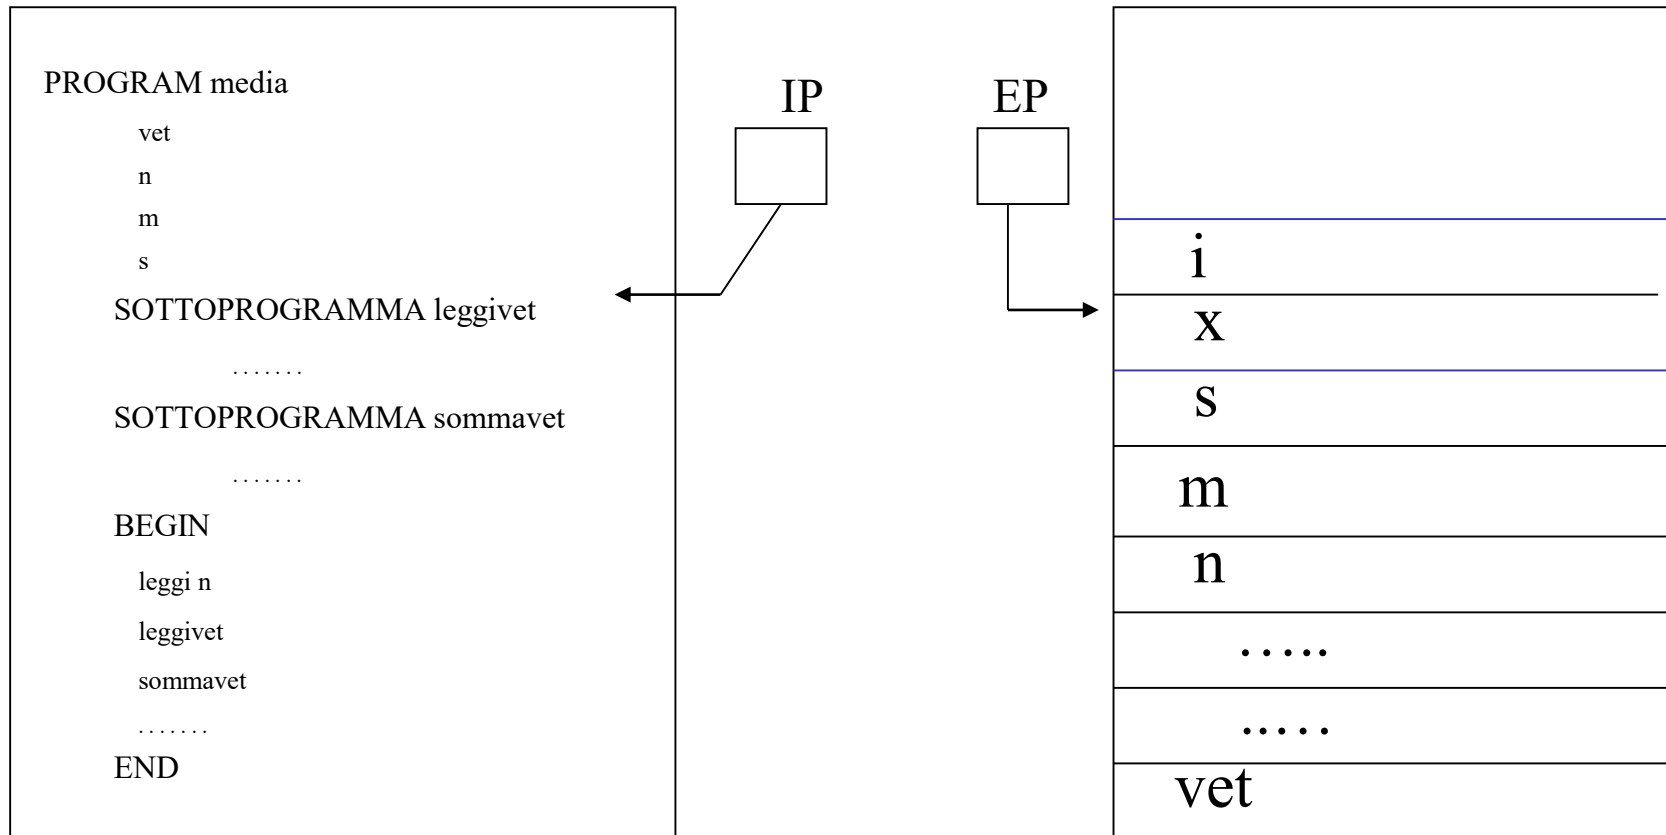 PROGRAM media
vet
n
m
s
SOTTOPROGRAMMA leggivet
.......
SOTTOPROGRAMMA sommavet
.......
BEGIN
leggi n
leggivet
sommavet
.......
END
IP
EP
i
x
s
m
n
.....
.....
vet